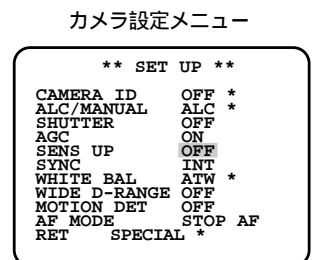 カメラ設定メニュー
** SET UP **
CAMERA ID OFF *
ALC/MANUAL ALC *
SHUTTER OFF
AGC ON
SENS UP OFF
SYNC INT
WHITE BAL ATW *
WIDE D-RANGE OFF
MOTION DET OFF
AF MODE STOP AF
RET SPECIAL *